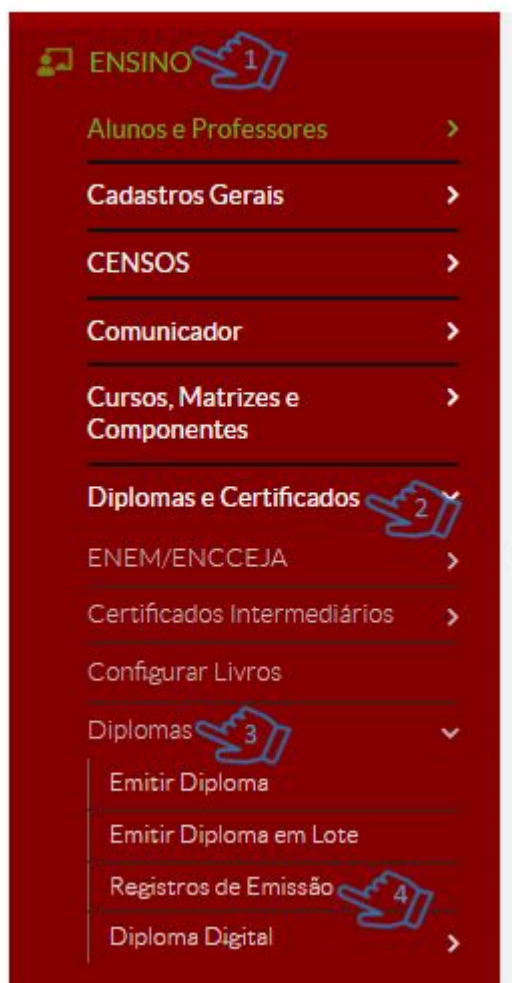 ENSINO 1
Alunos e Professores
Cadastros Gerais
CENSOS
Comunicador
Cursos, Matrizes e
Componentes
Diplomas e Certificados 2
ENEM/ENCCEJA
Certificados Intermediários
Configurar Livros
Diplomas 3
Emitir Diploma
Emitir Diploma em Lote
Registros de Emissão 4
Diploma Digital